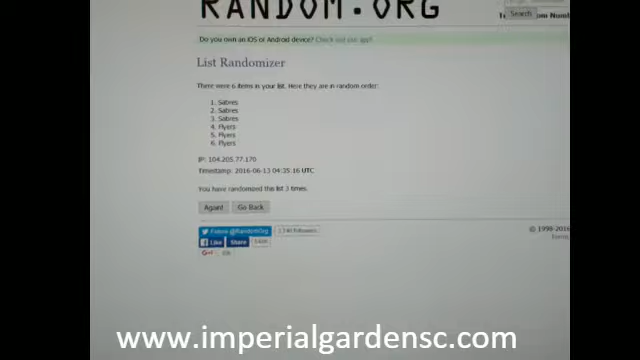 RANDOM.ORG
Search
Do you own an iOS or Android device? Check out our app!
List Randomizer
There were 6 items in your list. Here they are in random order:
1. Sabres
2. Sabres
3. Sabres
4. Flyers
5. Flyers
6. Flyers
IP: 104.205.77.170
Timestamp: 2016-06-13 04:35:16 UTC
You have randomized this list 3 times.
Again! Go Back
Follow @RandomOrg
Like Share
© 1998-2016
www.imperialgardensc.com